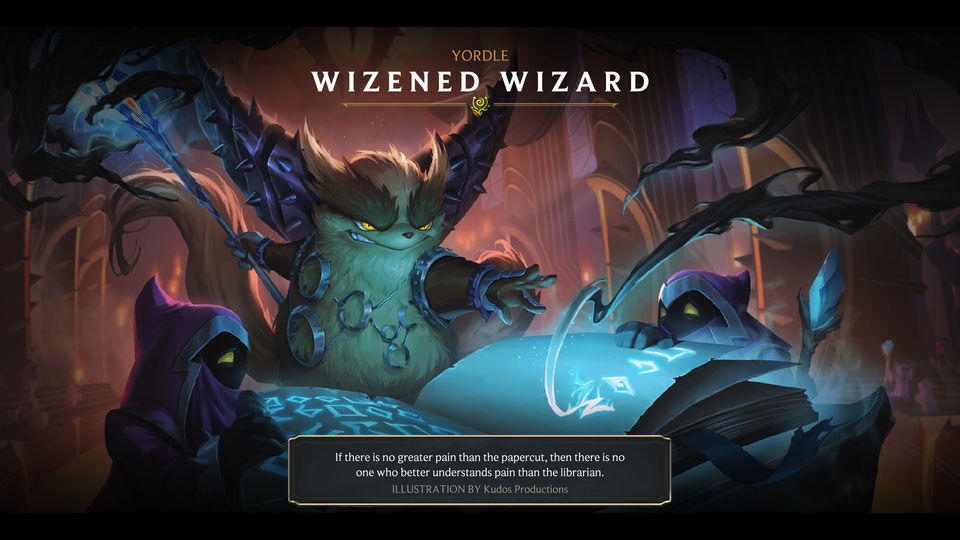 YORDLE
WIZENED WIZARD
If there is no greater pain than the papercut, then there is no
one who better understands pain than the librarian.
ILLUSTRATION BY Kudos Productions